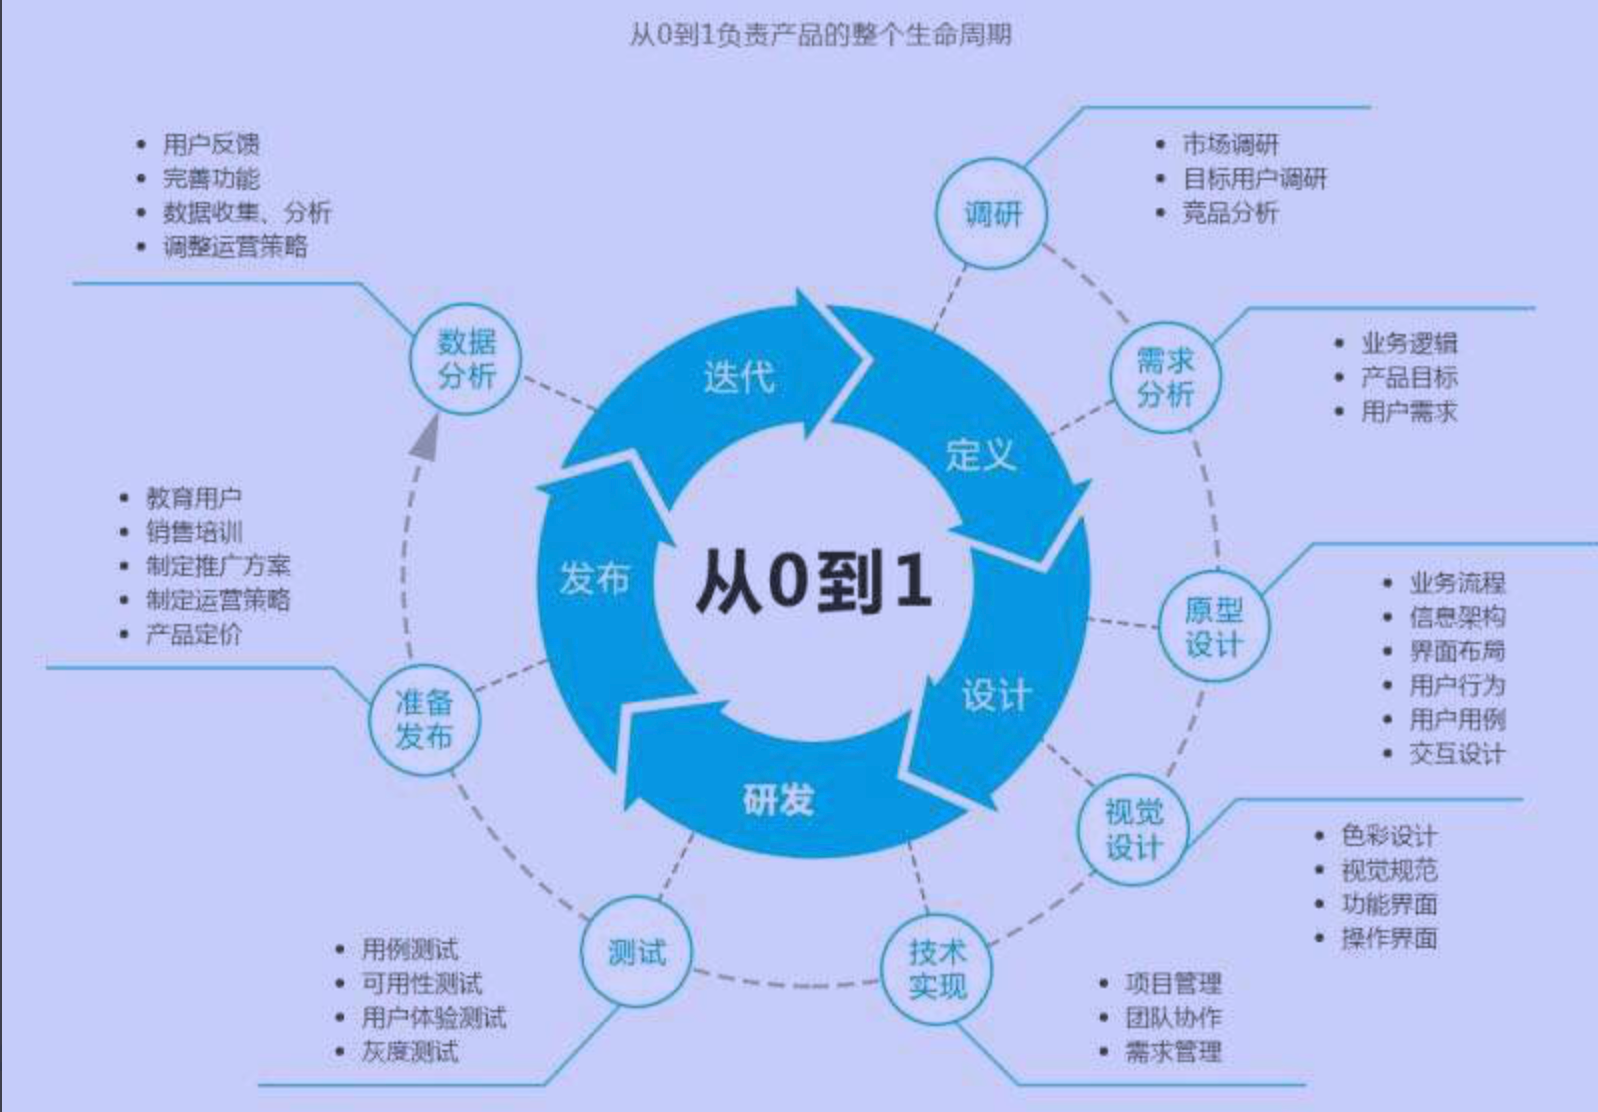 从0到1负责产品的整个生命周期
调研
市场调研
目标用户调研
竞品分析
需求
分析
业务逻辑
产品目标
用户需求
原型
设计
业务流程
信息架构
界面布局
用户行为
用户用例
交互设计
视觉
设计
色彩设计
视觉规范
功能界面
操作界面
技术
实现
项目管理
团队协作
需求管理
测试
用例测试
可用性测试
用户体验测试
灰度测试
准备
发布
教育用户
销售培训
制定推广方案
制定运营策略
产品定价
数据
分析
用户反馈
完善功能
数据收集、分析
调整运营策略
迭代
定义
设计
研发
发布
从0到1